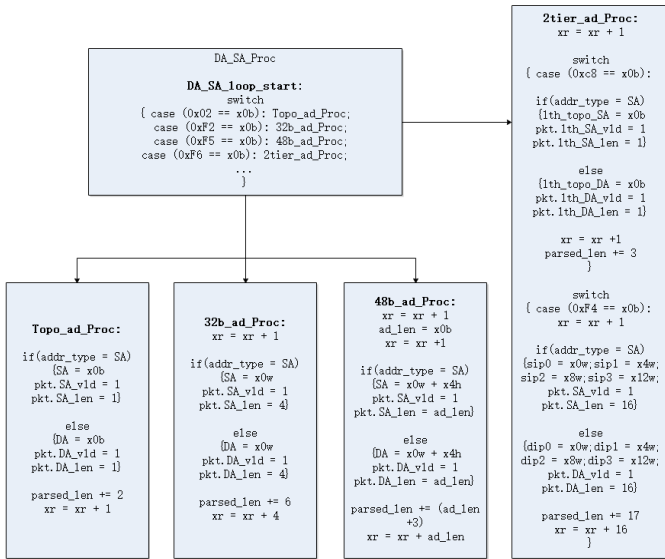 DA_SA_Proc
DA_SA_loop_start:
switch
{ case (0x02 == x0b): Topo_ad_Proc;
case (0xF2 == x0b): 32b_ad_Proc;
case (0xF5 == x0b): 48b_ad_Proc;
case (0xF6 == x0b): 2tier_ad_Proc;
...
}
Topo_ad_Proc:
if(addr_type = SA)
{SA = x0b
pkt.SA_vld = 1
pkt.SA_len = 1}
else
{DA = x0b
pkt.DA_vld = 1
pkt.DA_len = 1}
parsed_len += 2
xr = xr + 1
32b_ad_Proc:
xr = xr + 1
if(addr_type = SA)
{SA = x0w
pkt.SA_vld = 1
pkt.SA_len = 4}
else
{DA = x0w
pkt.DA_vld = 1
pkt.DA_len = 4}
parsed_len += 6
xr = xr + 4
48b_ad_Proc:
xr = xr + 1
ad_len = x0b
xr = xr +1
if(addr_type = SA)
{SA = x0w + x4h
pkt.SA_vld = 1
pkt.SA_len = ad_len}
else
{DA = x0w + x4h
pkt.DA_vld = 1
pkt.DA_len = ad_len}
parsed_len += (ad_len
+3)
xr = xr + ad_len
2tier_ad_Proc:
xr = xr + 1
switch
{ case (0xc8 == x0b):
if(addr_type = SA)
{lth_topo_SA = x0b
pkt.lth_SA_vld = 1
pkt.lth_SA_len = 1}
else
{lth_topo_DA = x0b
pkt.lth_DA_vld = 1
pkt.lth_DA_len = 1}
xr = xr +1
parsed_len += 3
}
switch
{ case (0xF4 == x0b):
xr = xr + 1
if(addr_type = SA)
{sip0 = x0w;sip1 = x4w;
sip2 = x8w;sip3 = x12w;
pkt.SA_vld = 1
pkt.SA_len = 16}
else
{dip0 = x0w;dip1 = x4w;
dip2 = x8w;dip3 = x12w;
pkt.DA_vld = 1
pkt.DA_len = 16}
parsed_len += 17
xr = xr + 16
}